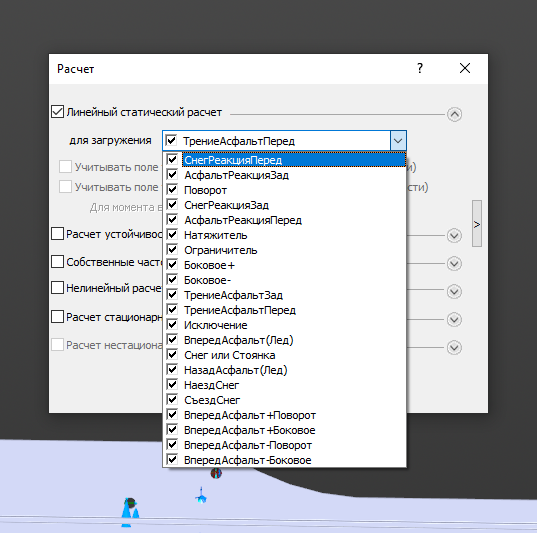 Расчет ?
Линейный статический расчет
для загружения ТрениеАсфальтПеред
СнегРеакцияПеред
Учитывать поле
АсфальтРеакцияЗад
Учитывать поле
Поворот
сти)
Для момента в
СнегРеакцияЗад
АсфальтРеакцияПеред
>
Расчет устойчивос
Натяжитель
Ограничитель
Собственные часто
Боковое+
Боковое-
Нелинейный расче
ТрениеАсфальтЗад
ТрениеАсфальтПеред
Расчет стационарн
Исключение
ВпередАсфальт(Лед)
Расчет нестациона
Снег или Стоянка
НазадАсфальт(Лед)
НаездСнег
СъездСнег
ВпередАсфальт+Поворот
ВпередАсфальт+Боковое
ВпередАсфальт-Поворот
ВпередАсфальт-Боковое